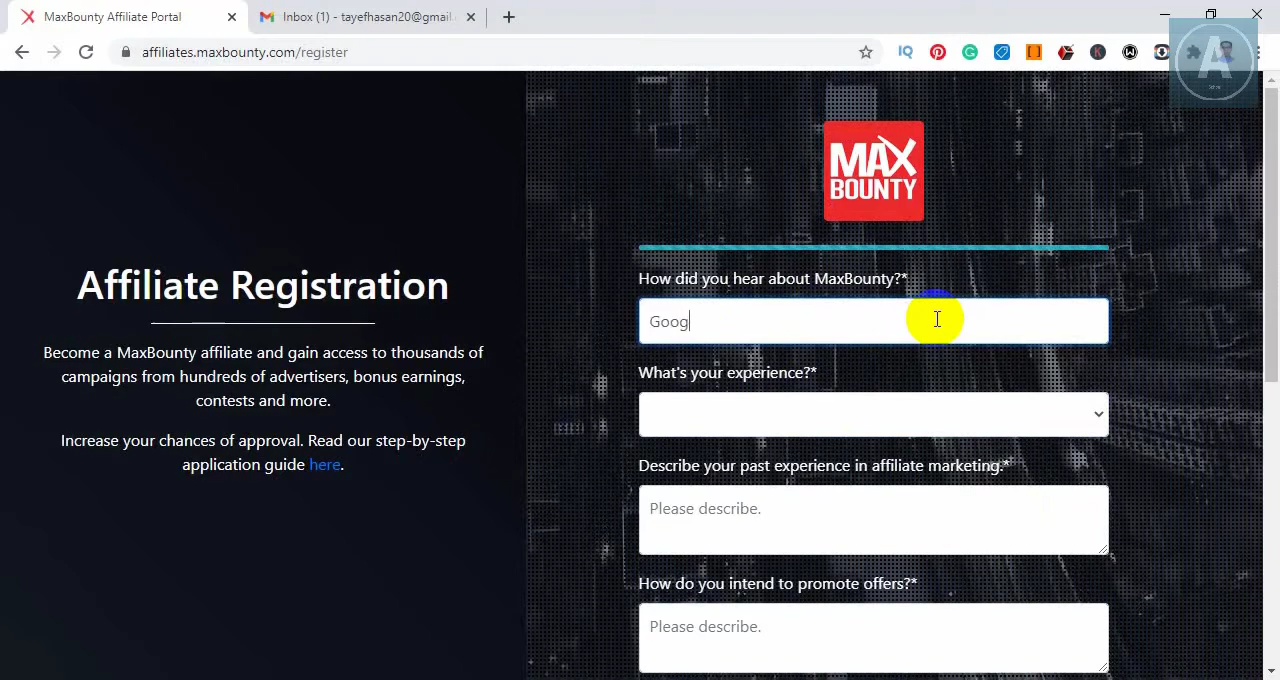 MaxBounty Affiliate Portal
Inbox (1) - tayefhasan20@gmail.
affiliates.maxbounty.com/register
A
MAX
BOUNTY
How did you hear about MaxBounty?*
Goog
What's your experience?*
Describe your past experience in affiliate marketing.*
Please describe.
How do you intend to promote offers?*
Please describe.
Affiliate Registration
Become a MaxBounty affiliate and gain access to thousands of
campaigns from hundreds of advertisers, bonus earnings,
contests and more.
Increase your chances of approval. Read our step-by-step
application guide here.